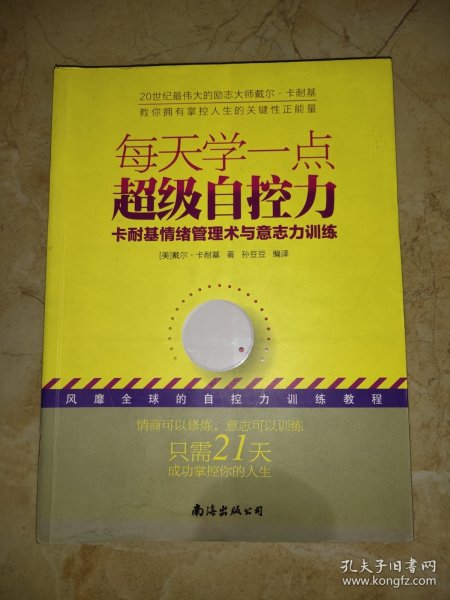 20世纪最伟大的励志大师戴尔·卡耐基
教你拥有掌控人生的关键性正能量
每天学一点
超级自控力
卡耐基情绪管理术与意志力训练
[美]戴尔·卡耐基 著 孙豆豆 编译
风靡全球的自控力训练教程
情商可以修炼，意志可以训练
只需21天
成功掌控你的人生
南海出版公司
孔夫子旧书网
www.kongfz.com